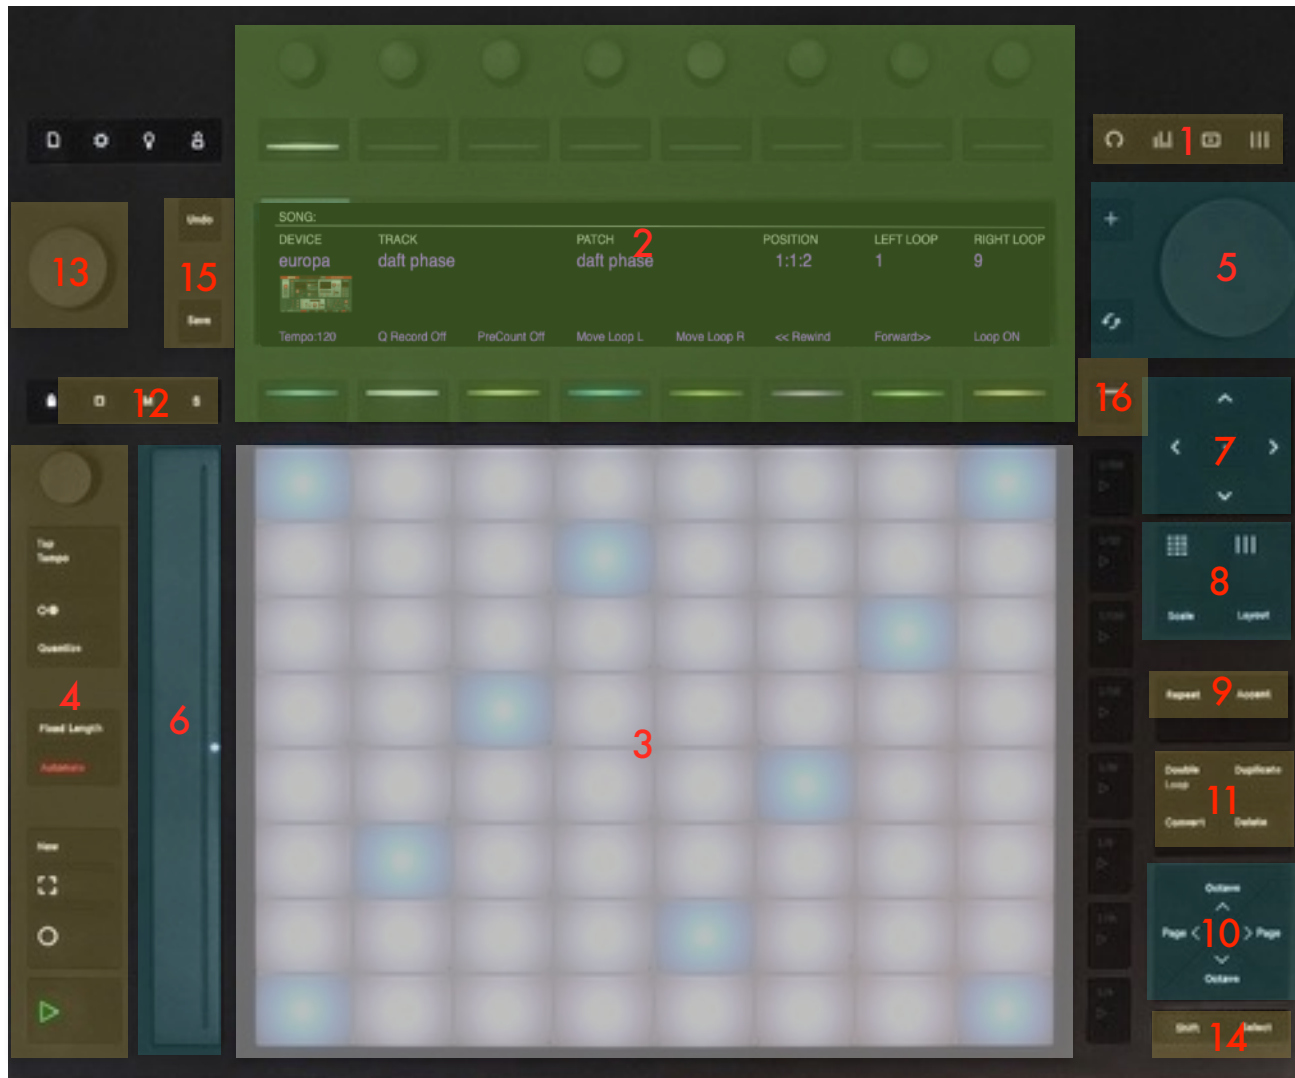 1
Undo
SONG:
DEVICE TRACK PATCH POSITION LEFT LOOP RIGHT LOOP
2
europa daft phase daft phase 1:1:2 1 9
13
15
5
Save
Tempo:120 Q Record Off PreCount Off Move Loop L Move Loop R << Rewind Forward>> Loop ON
12
M S
16
7
Tap
Tempo
8
Scale Layout
Quantize
4
6
3
9
Repeat Accent
Fixed Length
Automate
Double Duplicate
Loop
11
Convert Delete
New
Octave
Page 10 Page
Octave
Shift Select
14